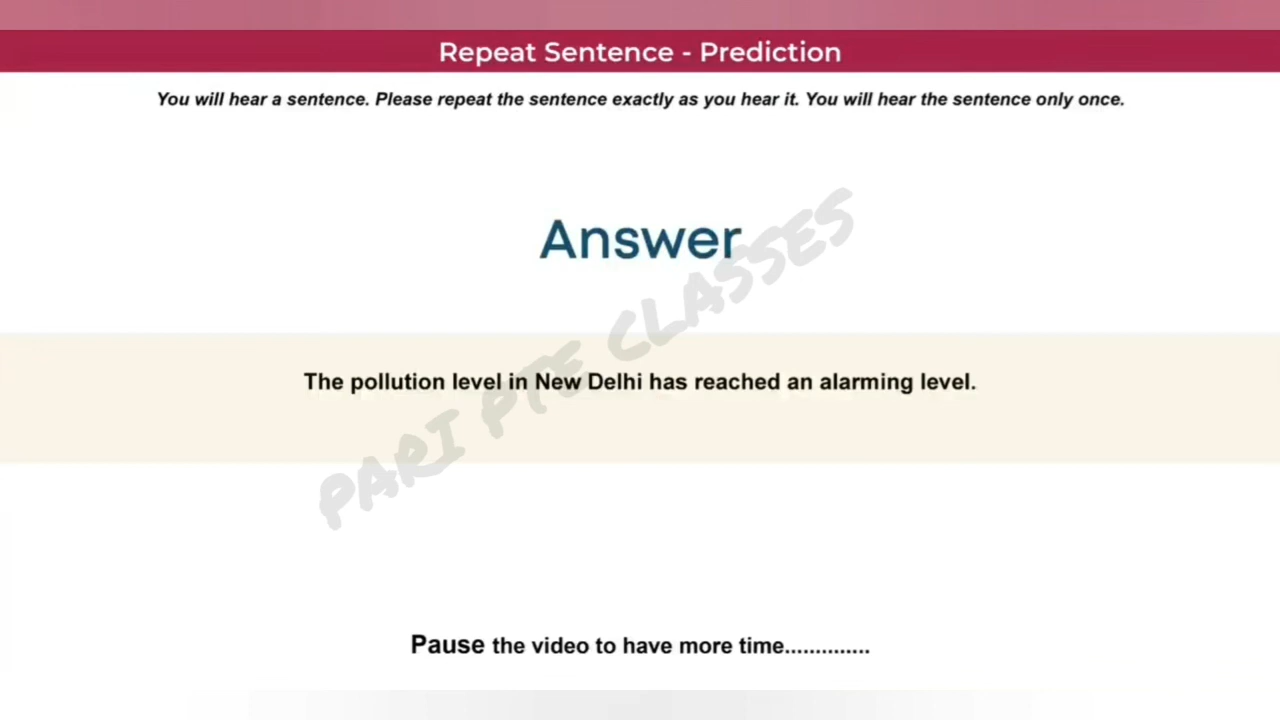 Repeat Sentence - Prediction
You will hear a sentence. Please repeat the sentence exactly as you hear it. You will hear the sentence only once.
Answer
The pollution level in New Delhi has reached an alarming level.
PARI PTE CLASSES
Pause the video to have more time..............